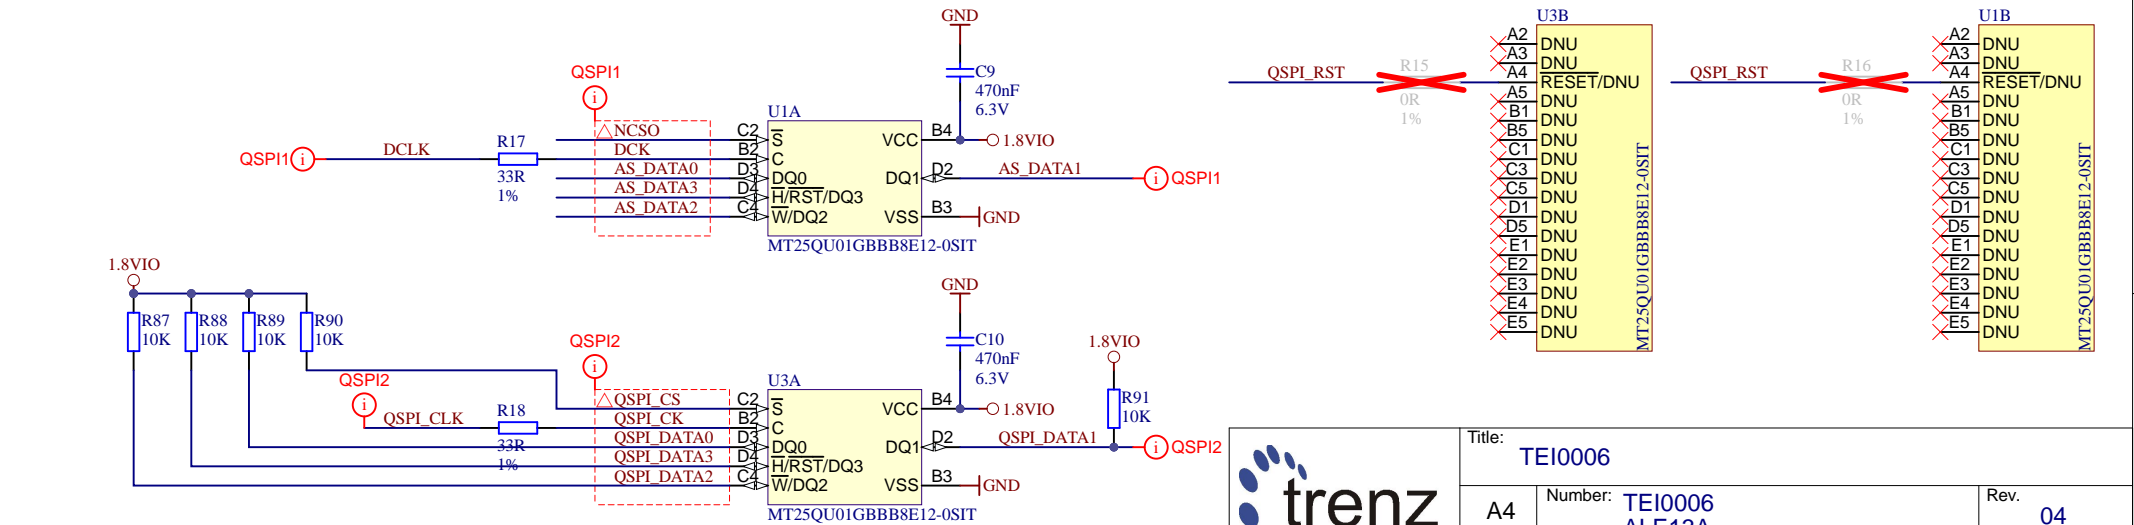 GND
C9
470nF
6.3V
QSPI1
U1A
NCSO
C2
S
VCC
B4
1.8VIO
QSPI1
DCLK
R17
33R
1%
DCK
B2
C
AS_DATA0
D3
DQ0
DQ1
D2
AS_DATA1
QSPI1
AS_DATA3
D4
H/RST/DQ3
AS_DATA2
C4
W/DQ2
VSS
B3
GND
MT25QU01GBBB8E12-0SIT
U3B
A2 DNU
A3 DNU
QSPI_RST
R15
0R
1%
A4 RESET/DNU
A5 DNU
B1 DNU
B5 DNU
C1 DNU
C3 DNU
C5 DNU
D1 DNU
D5 DNU
E1 DNU
E2 DNU
E3 DNU
E4 DNU
E5 DNU
MT25QU01GBBB8E12-0SIT
U1B
A2 DNU
A3 DNU
QSPI_RST
R16
0R
1%
A4 RESET/DNU
A5 DNU
B1 DNU
B5 DNU
C1 DNU
C3 DNU
C5 DNU
D1 DNU
D5 DNU
E1 DNU
E2 DNU
E3 DNU
E4 DNU
E5 DNU
MT25QU01GBBB8E12-0SIT
1.8VIO
R87
10K
R88
10K
R89
10K
R90
10K
GND
C10
470nF
6.3V
QSPI2
U3A
QSPI_CS
C2
S
VCC
B4
1.8VIO
QSPI2
QSPI_CLK
R18
33R
1%
QSPI_CK
B2
C
QSPI_DATA0
D3
DQ0
DQ1
D2
QSPI_DATA1
1.8VIO
R91
10K
QSPI2
QSPI_DATA3
D4
H/RST/DQ3
QSPI_DATA2
C4
W/DQ2
VSS
B3
GND
MT25QU01GBBB8E12-0SIT
trenz
Title:
TEI0006
A4
Number: TEI0006
Rev.
04